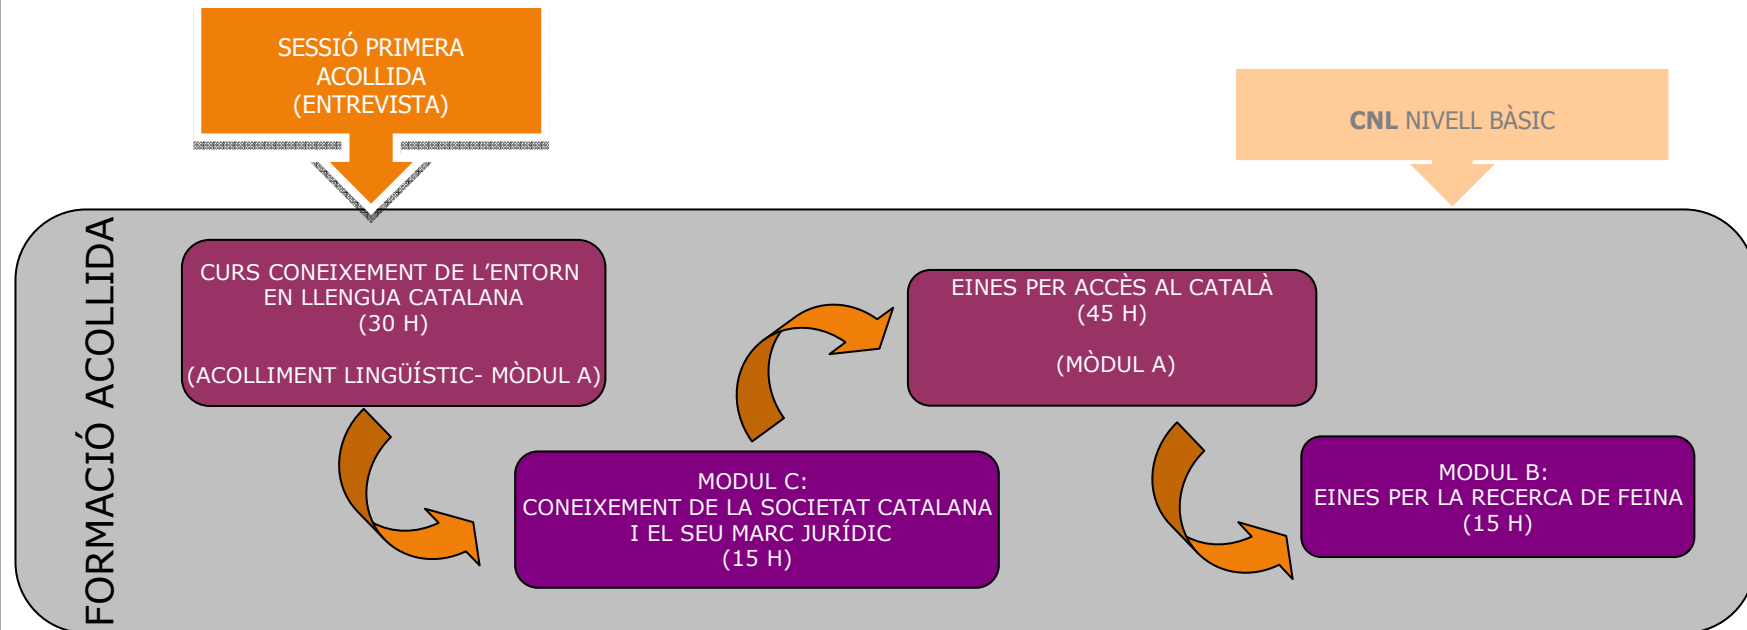 SESSIÓ PRIMERA
ACOLLIDA
(ENTREVISTA)
CNL NIVELL BÀSIC
FORMACIÓ ACOLLIDA
CURS CONEIXEMENT DE L’ENTORN
EN LLENGUA CATALANA
(30 H)
(ACOLLIMENT LINGÜÍSTIC- MÒDUL A)
MODUL C:
CONEIXEMENT DE LA SOCIETAT CATALANA
I EL SEU MARC JURÍDIC
(15 H)
EINES PER ACCÈS AL CATALÀ
(45 H)
(MÒDUL A)
MODUL B:
EINES PER LA RECERCA DE FEINA
(15 H)